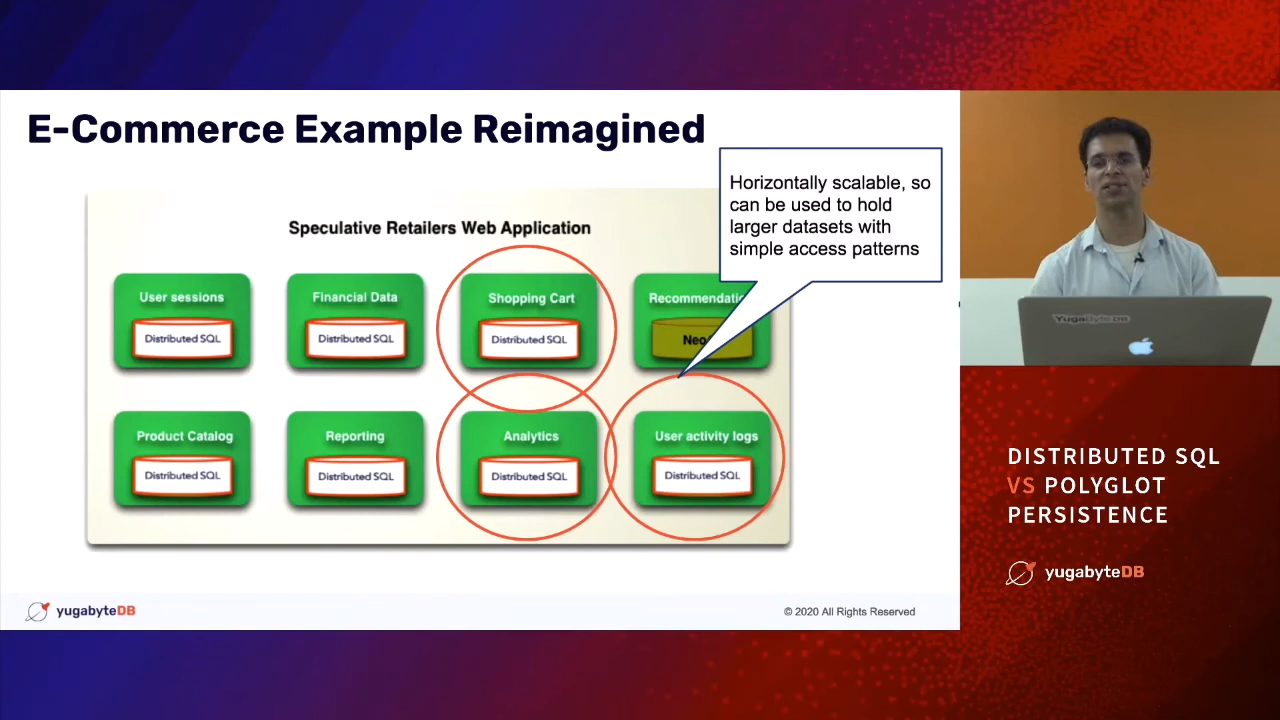 E-Commerce Example Reimagined
Horizontally scalable, so
can be used to hold
larger datasets with
simple access patterns
Speculative Retailers Web Application
User sessions
Distributed SQL
Financial Data
Distributed SQL
Shopping Cart
Distributed SQL
Product Catalog
Distributed SQL
Reporting
Distributed SQL
Analytics
Distributed SQL
User activity logs
Distributed SQL
yugabyteDB
© 2020 All Rights Reserved
YugaByteDB
DISTRIBUTED SQL
VS POLYGLOT
PERSISTENCE
yugabyteDB